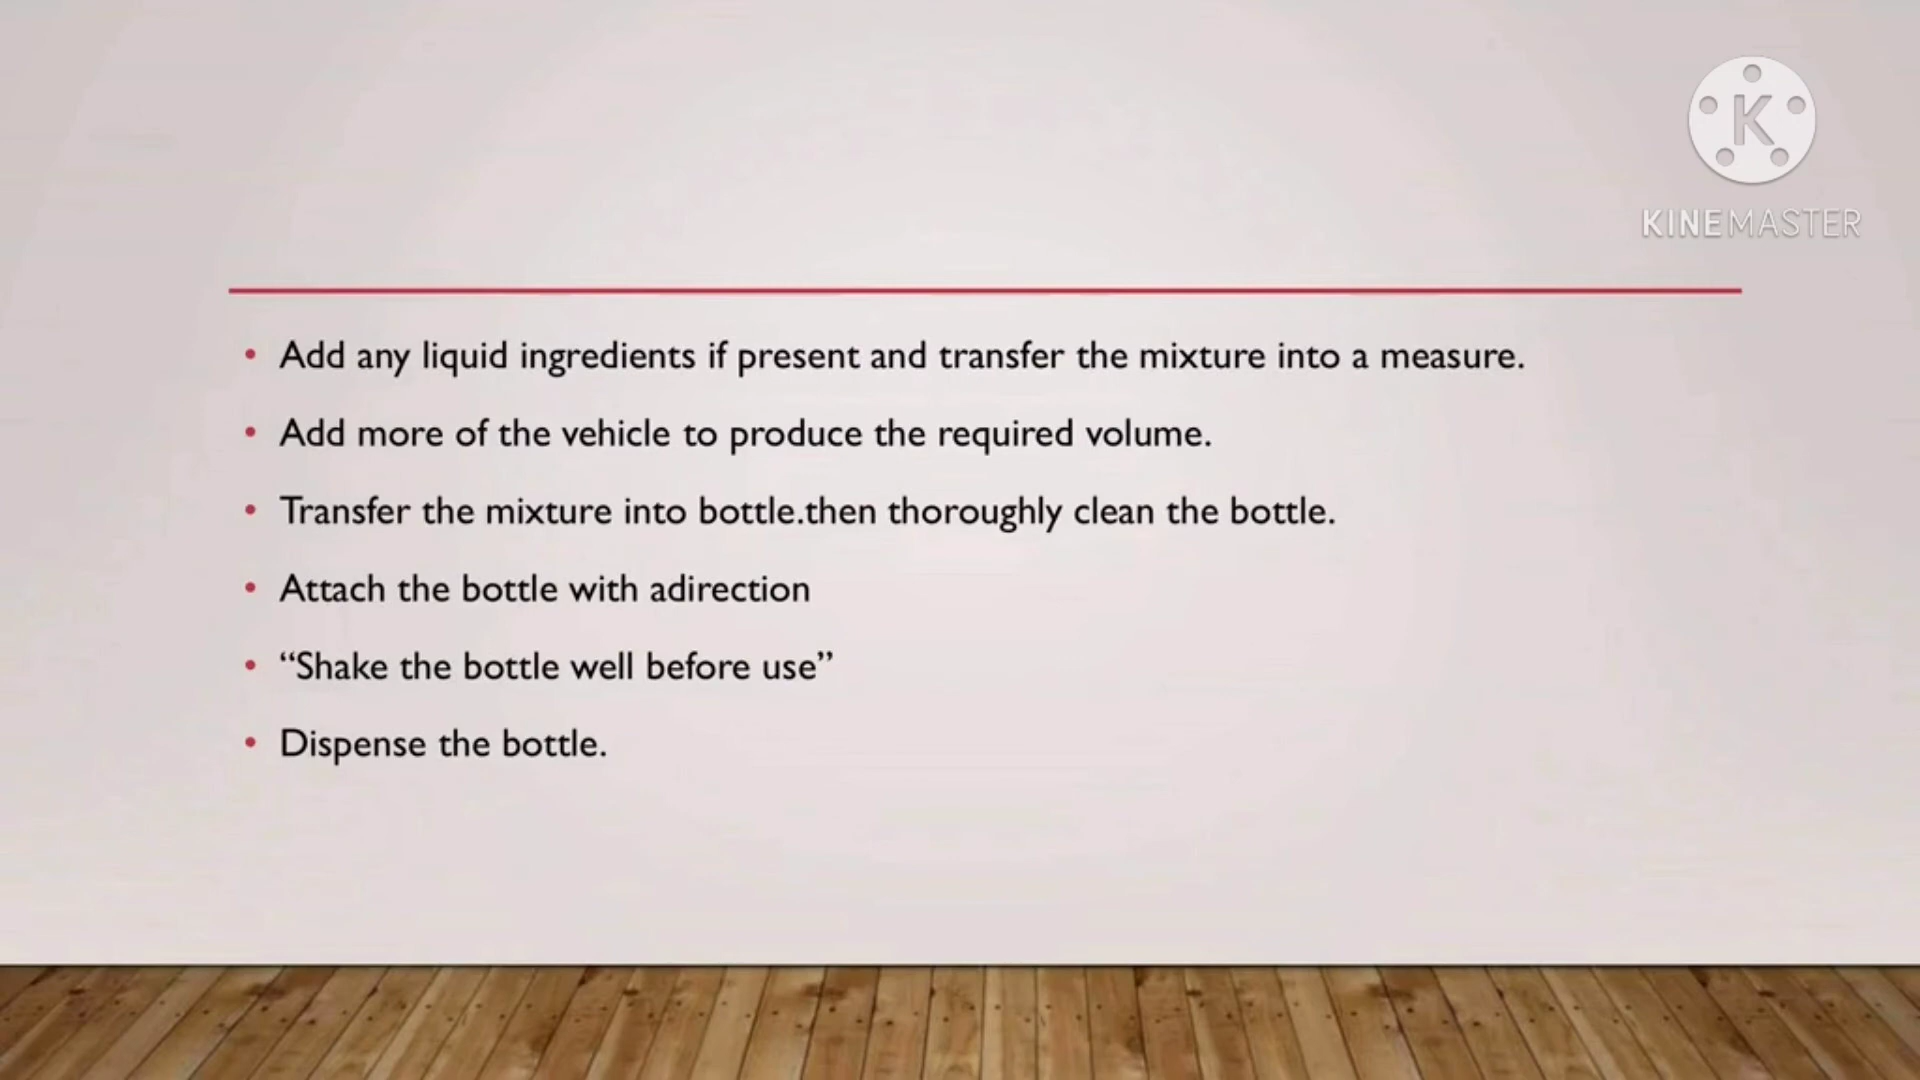 K
KINEMASTER
• Add any liquid ingredients if present and transfer the mixture into a measure.
• Add more of the vehicle to produce the required volume.
• Transfer the mixture into bottle.then thoroughly clean the bottle.
• Attach the bottle with adirection
• “Shake the bottle well before use”
• Dispense the bottle.